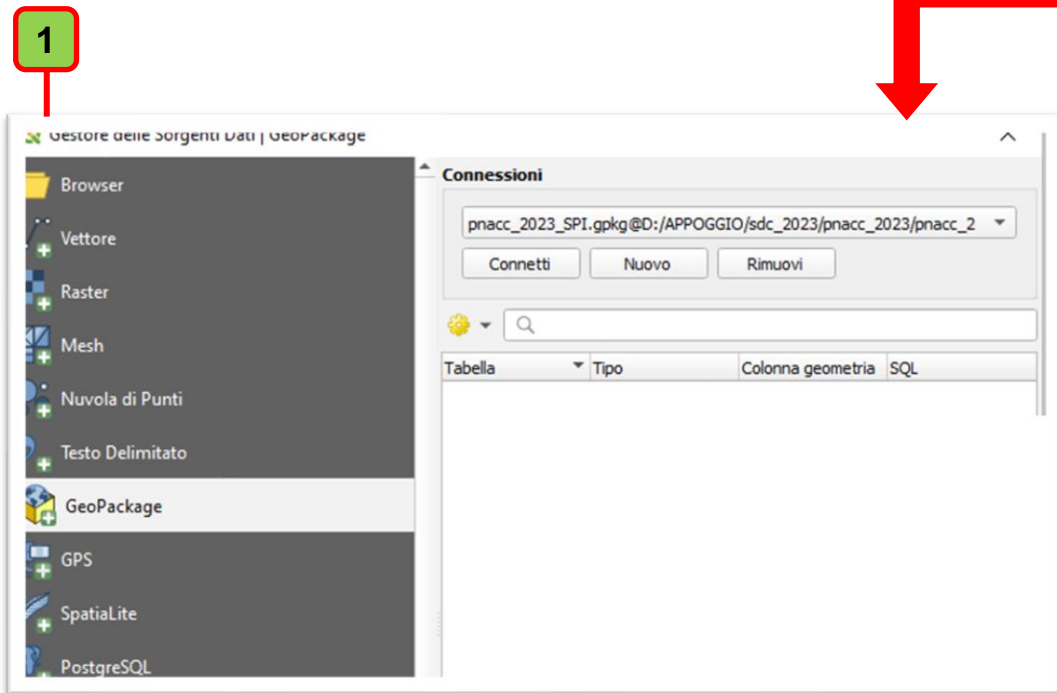 1
Gestore delle Sorgenti Dati | GeoPackage
Browser
Vettore
Raster
Mesh
Nuvola di Punti
Testo Delimitato
GeoPackage
GPS
SpatiaLite
PostgreSQL
Connessioni
pnacc_2023_SPI.gpkg@D:/APPOGGIO/sdc_2023/pnacc_2023/pnacc_2
Connetti Nuovo Rimuovi
Tabella Tipo Colonna geometria SQL